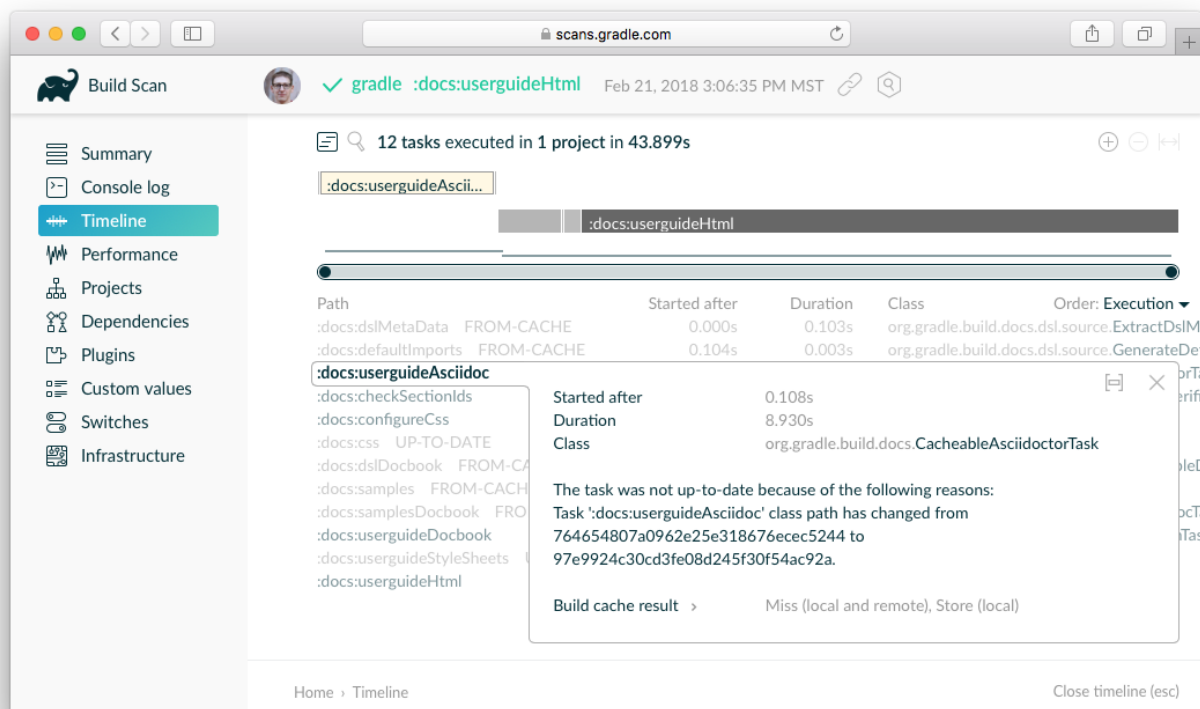 scans.gradle.com
Build Scan
gradle :docs:userguideHtml Feb 21, 2018 3:06:35 PM MST
Summary
Console log
Timeline
Performance
Projects
Dependencies
Plugins
Custom values
Switches
Infrastructure
12 tasks executed in 1 project in 43.899s
:docs:userguideAscii...
:docs:userguideHtml
Path Started after Duration Class Order: Execution
:docs:dslMetaData FROM-CACHE 0.000s 0.103s org.gradle.build.docs.dsl.source.ExtractDslM
:docs:defaultImports FROM-CACHE 0.104s 0.003s org.gradle.build.docs.dsl.source.GenerateDe
:docs:userguideAsciidoc
:docs:checkSectionIds
:docs:configureCss
:docs:css UP-TO-DATE
:docs:dslDocbook FROM-CA
:docs:samples FROM-CACH
:docs:samplesDocbook FRO
:docs:userguideDocbook
:docs:userguideStyleSheets
:docs:userguideHtml
Started after 0.108s
Duration 8.930s
Class org.gradle.build.docs.CacheableAsciidoctorTask
The task was not up-to-date because of the following reasons:
Task ':docs:userguideAsciidoc' class path has changed from
764654807a0962e25e318676ecec5244 to
97e9924c30cd3fe08d245f30f54ac92a.
Build cache result › Miss (local and remote), Store (local)
Home › Timeline
Close timeline (esc)